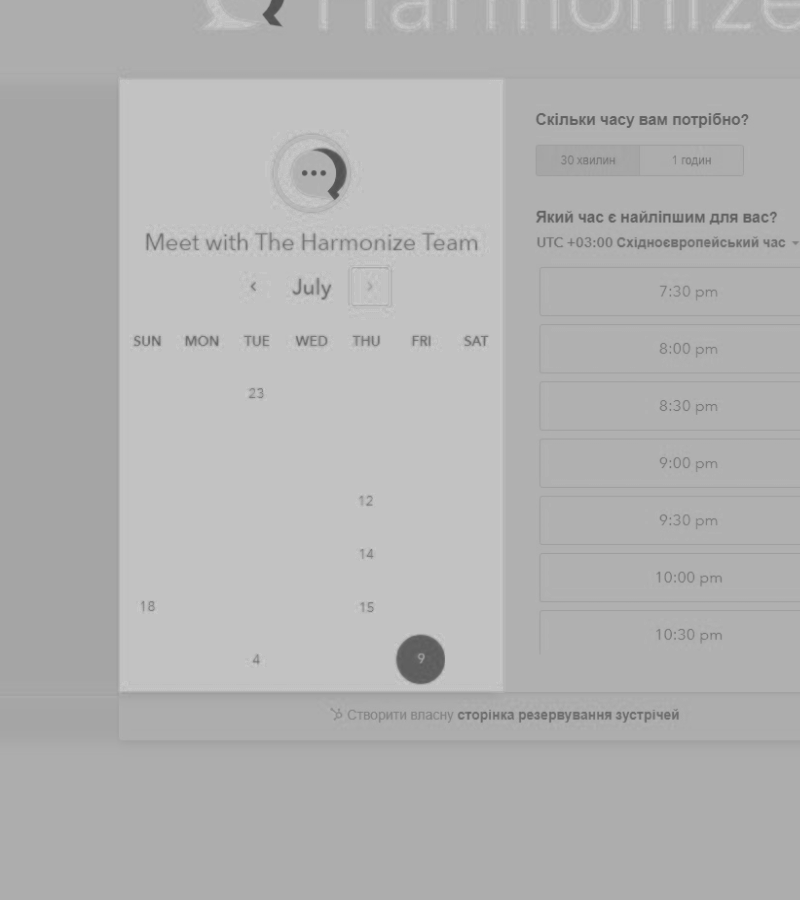 Harmonize
Meet with The Harmonize Team
‹ July ›
SUN MON TUE WED THU FRI SAT
23
12
14
18 15
4 9
Скільки часу вам потрібно?
30 хвилин 1 годин
Який час є найліпшим для вас?
UTC +03:00 Східноєвропейський час
7:30 pm
8:00 pm
8:30 pm
9:00 pm
9:30 pm
10:00 pm
10:30 pm
Створити власну сторінка резервування зустрічей